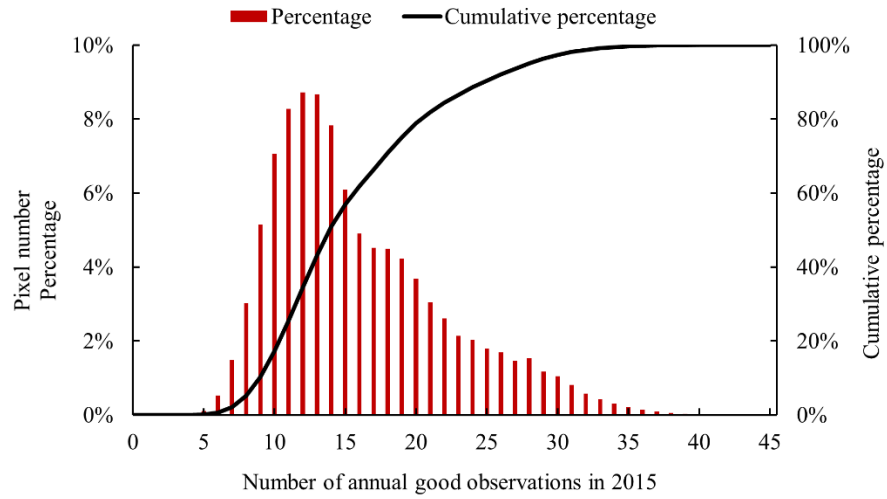 Percentage Cumulative percentage
10% 100%
8% 80%
6% 60%
4% 40%
2% 20%
0% 0%
Pixel number
Percentage
Cumulative percentage
0 5 10 15 20 25 30 35 40 45
Number of annual good observations in 2015